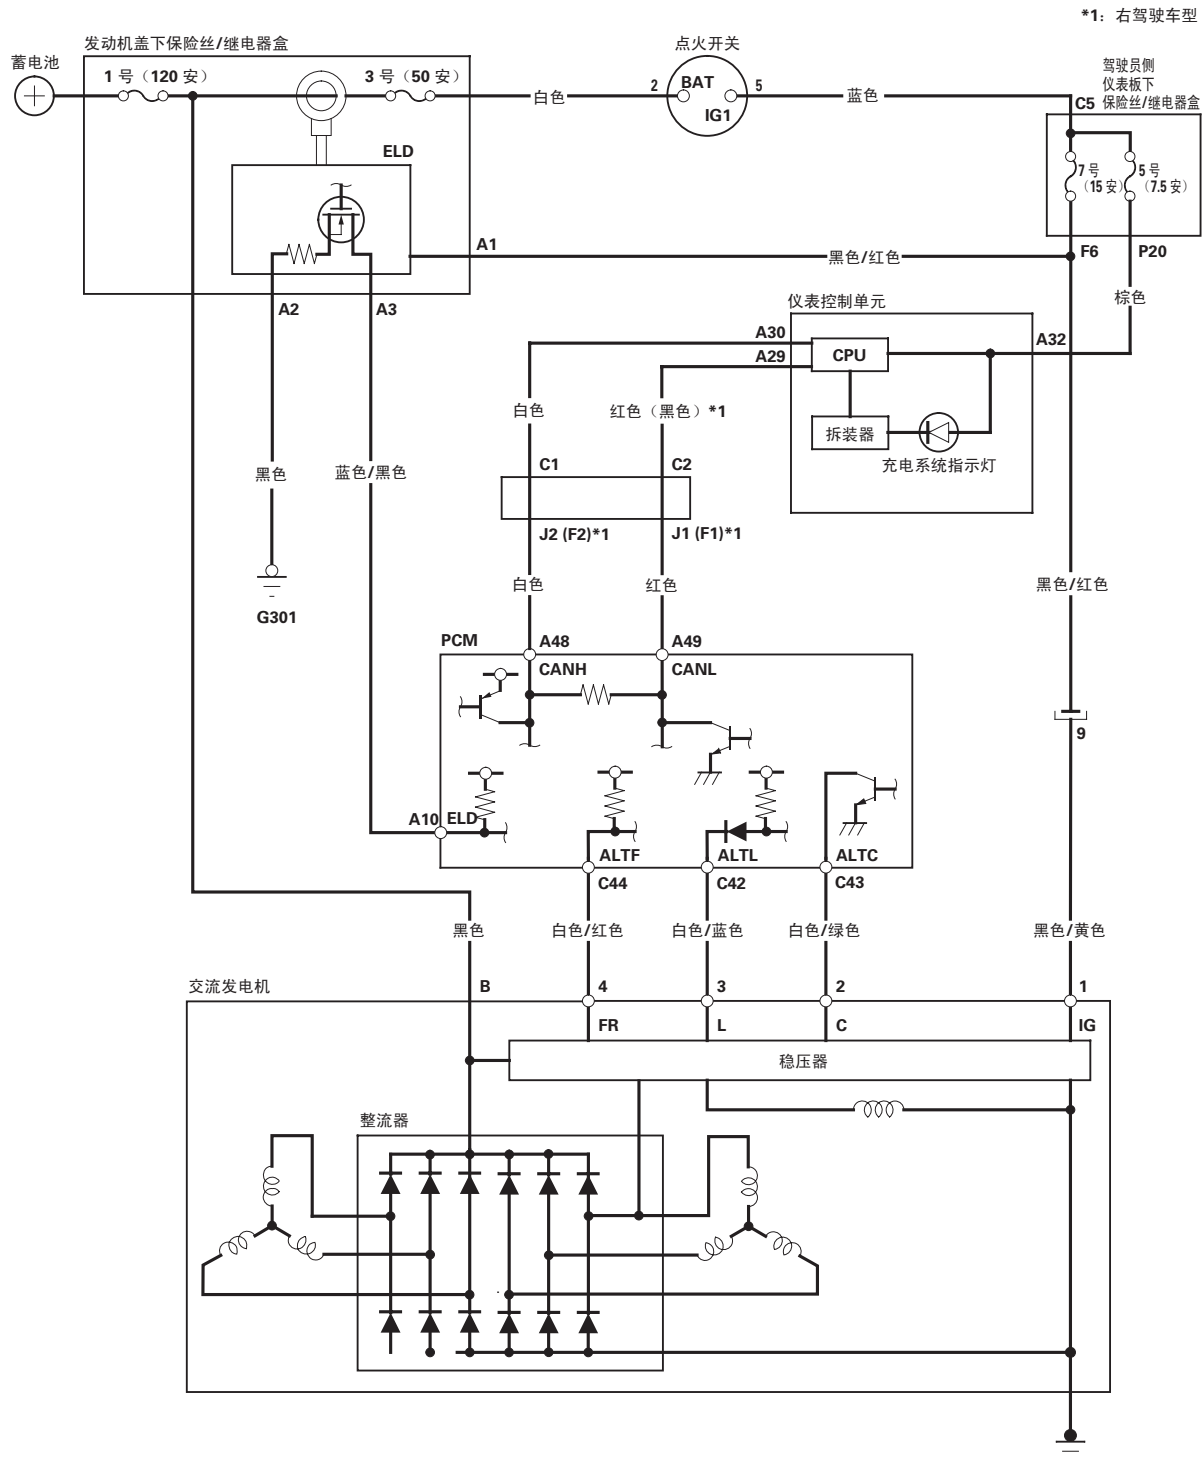 *1：右驾驶车型
发动机盖下保险丝/继电器盒
点火开关
蓄电池
1 号（120 安）
3 号（50 安）
驾驶员侧
仪表板下
保险丝/继电器盒
白色
2
BAT
IG1
5
蓝色
C5
ELD
7 号
（15 安）
5 号
（7.5 安）
A1
黑色/红色
F6
P20
A2
A3
棕色
仪表控制单元
A30
A29
CPU
A32
白色
红色（黑色）*1
拆装器
充电系统指示灯
黑色
蓝色/黑色
C1
C2
J2 (F2)*1
J1 (F1)*1
G301
白色
红色
黑色/红色
PCM
A48
A49
CANH
CANL
9
A10
ELD
ALTF
ALTL
ALTC
C44
C42
C43
黑色
白色/红色
白色/蓝色
白色/绿色
黑色/黄色
交流发电机
B
4
3
2
1
FR
L
C
IG
稳压器
整流器